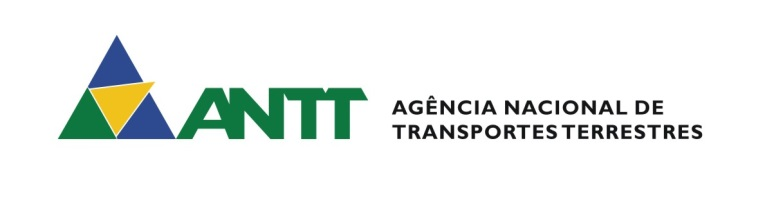 ANTT
AGÊNCIA NACIONAL DE
TRANSPORTES TERRESTRES